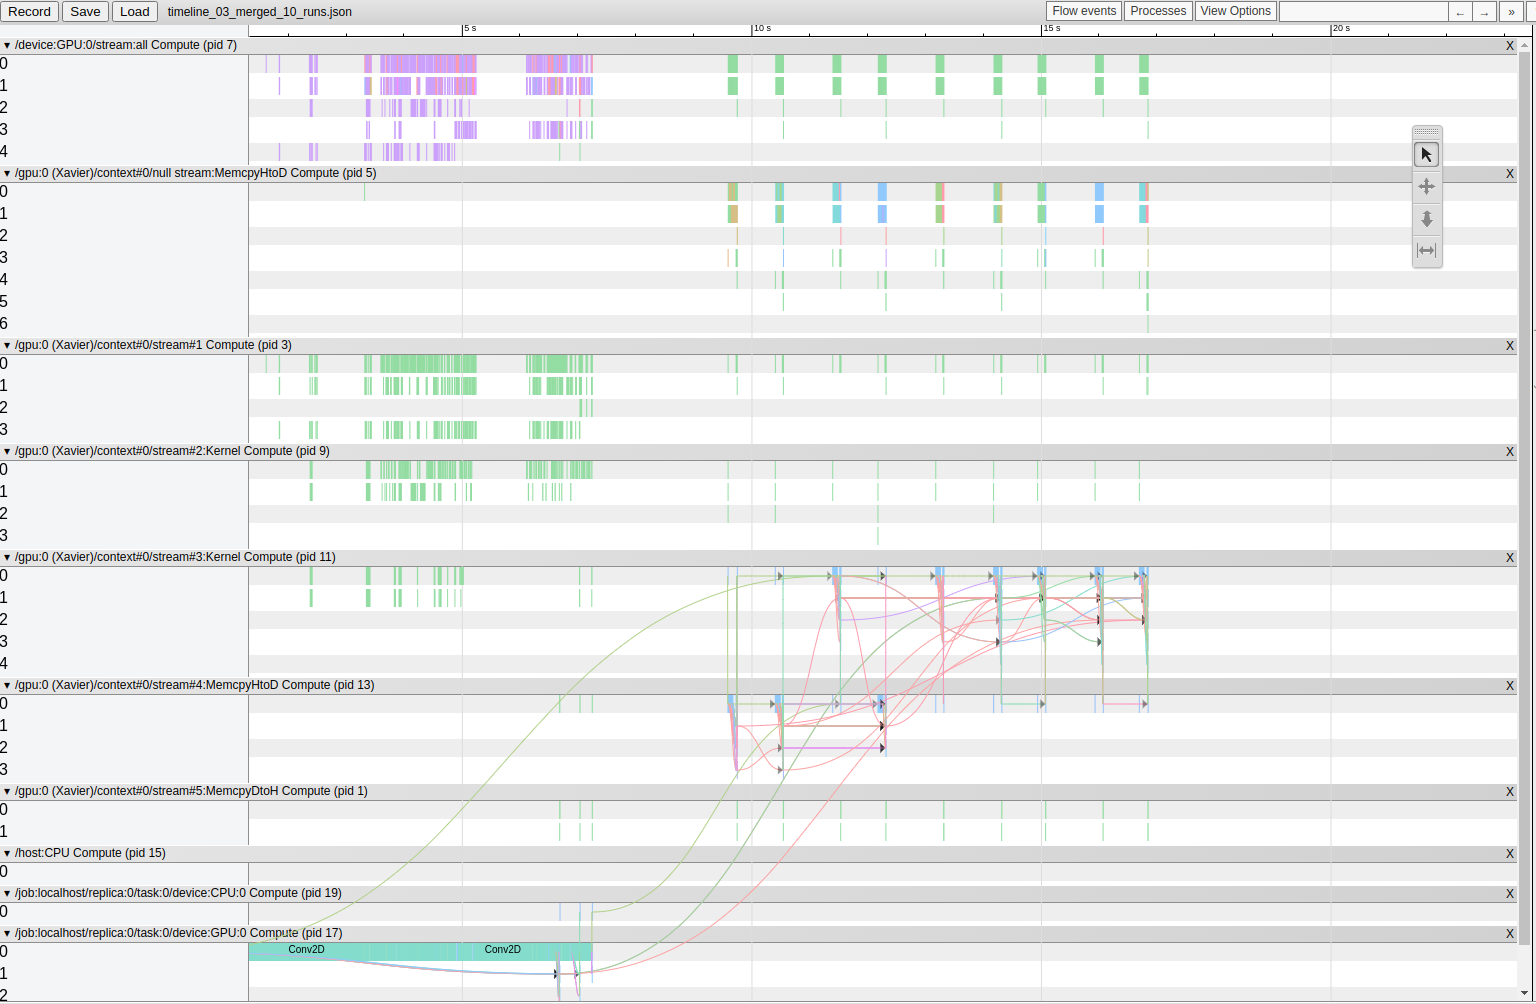 Record Save Load timeline_03_merged_10_runs.json Flow events Processes View Options ← → »
5 s 10 s 15 s 20 s
▼ /device:GPU:0/stream:all Compute (pid 7) X
0
1
2
3
4
▼ /gpu:0 (Xavier)/context#0/null stream:MemcpyHtoD Compute (pid 5) X
0
1
2
3
4
5
6
▼ /gpu:0 (Xavier)/context#0/stream#1 Compute (pid 3) X
0
1
2
3
▼ /gpu:0 (Xavier)/context#0/stream#2:Kernel Compute (pid 9) X
0
1
2
3
▼ /gpu:0 (Xavier)/context#0/stream#3:Kernel Compute (pid 11) X
0
1
2
3
4
▼ /gpu:0 (Xavier)/context#0/stream#4:MemcpyHtoD Compute (pid 13) X
0
1
2
3
▼ /gpu:0 (Xavier)/context#0/stream#5:MemcpyDtoH Compute (pid 1) X
0
1
▼ /host:CPU Compute (pid 15) X
0
▼ /job:localhost/replica:0/task:0/device:CPU:0 Compute (pid 19) X
0
▼ /job:localhost/replica:0/task:0/device:GPU:0 Compute (pid 17) X
0 Conv2D Conv2D
1
2